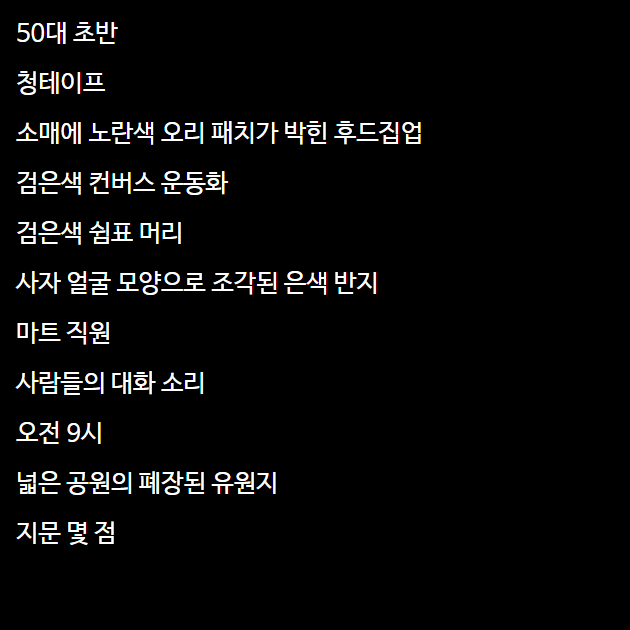 50대 초반
청테이프
소매에 노란색 오리 패치가 박힌 후드집업
검은색 컨버스 운동화
검은색 쉼표 머리
사자 얼굴 모양으로 조각된 은색 반지
마트 직원
사람들의 대화 소리
오전 9시
넓은 공원의 폐장된 유원지
지문 몇 점